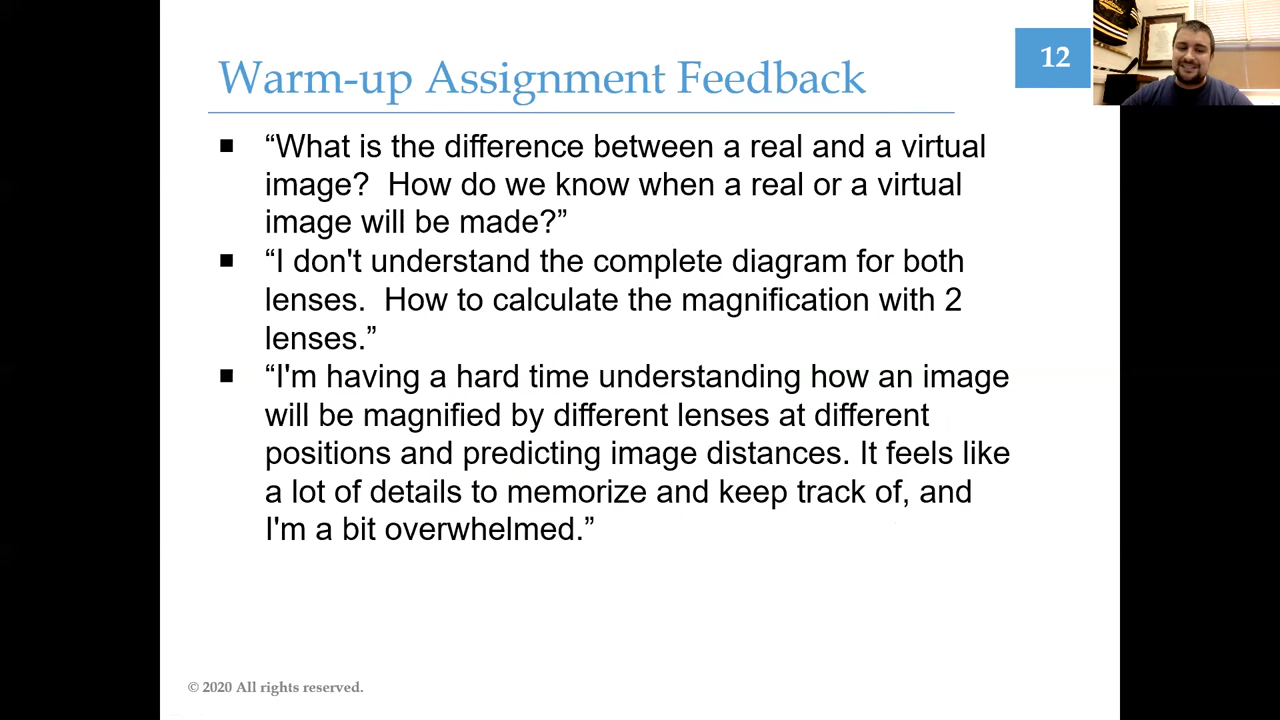 12
Warm-up Assignment Feedback
■ “What is the difference between a real and a virtual
image?  How do we know when a real or a virtual
image will be made?”
■ “I don't understand the complete diagram for both
lenses.  How to calculate the magnification with 2
lenses.”
■ “I'm having a hard time understanding how an image
will be magnified by different lenses at different
positions and predicting image distances. It feels like
a lot of details to memorize and keep track of, and
I'm a bit overwhelmed.”
© 2020 All rights reserved.